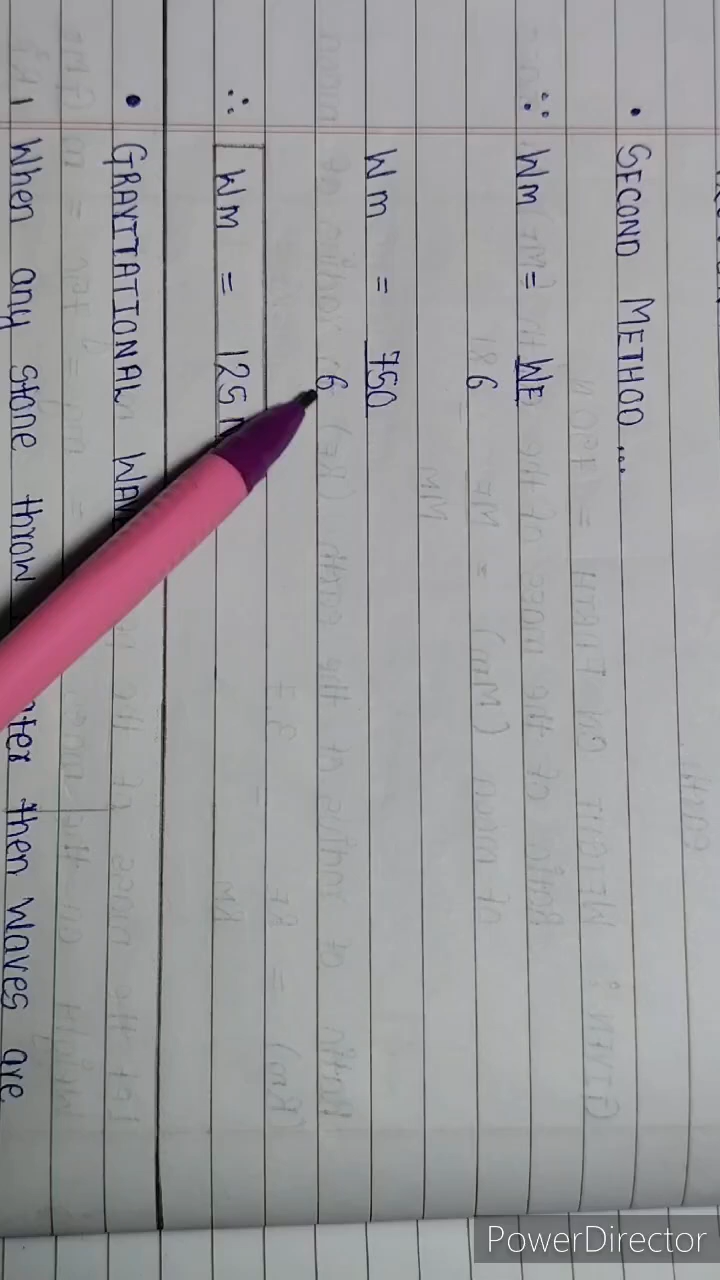 • SECOND METHOD...
∵ Wm = WE
6
Wm = 750
6
∴ Wm = 125 N
• GRAVITATIONAL
When any stone throw then waves are
PowerDirector